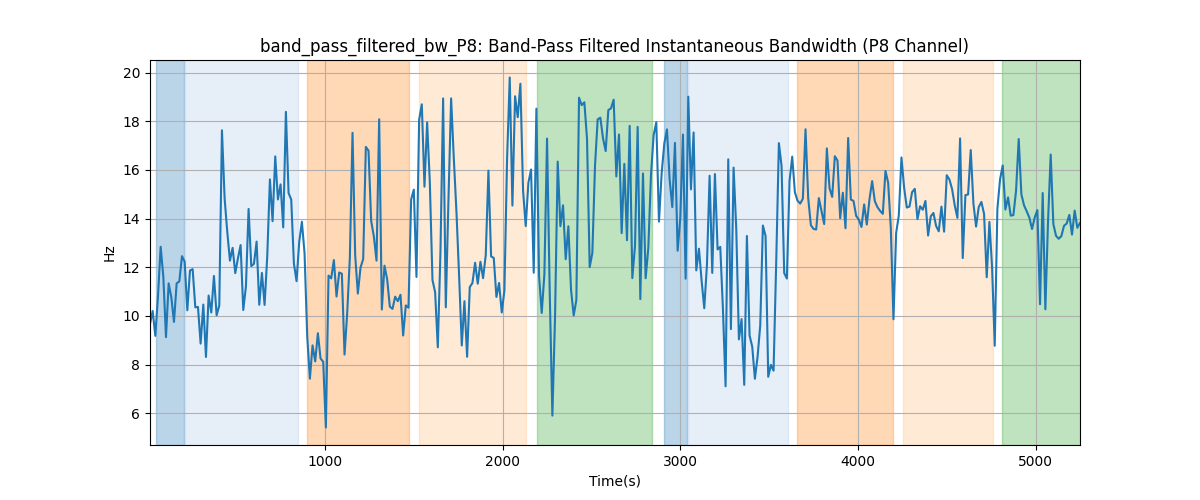 band_pass_filtered_bw_P8: Band-Pass Filtered Instantaneous Bandwidth (P8 Channel)
20
18
16
14
12
10
8
6
Hz
1000 2000 3000 4000 5000
Time(s)